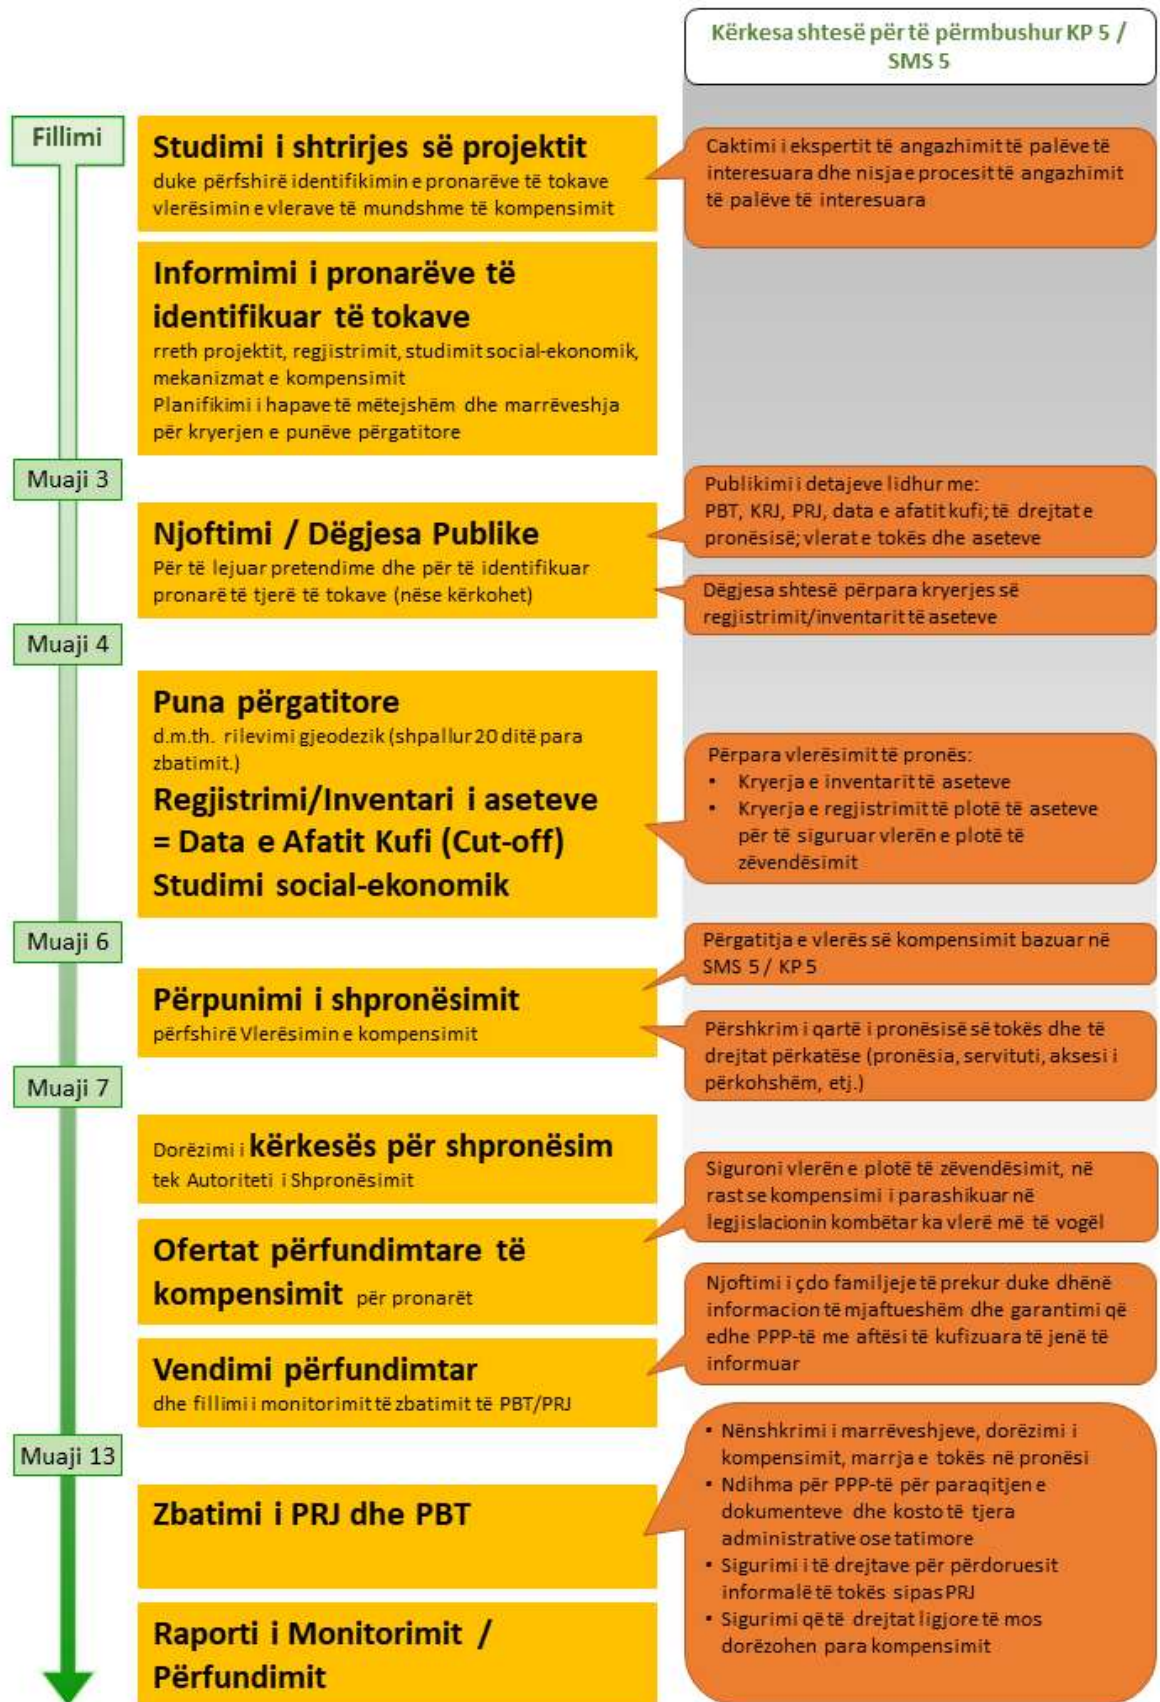 Kërkesa shtesë për të përmbushur KP 5 /
SMS 5
Fillimi
Studimi i shtrirjes së projektit
duke përfshirë identifikimin e pronarëve të tokave
vlerësimin e vlerave të mundshme të kompensimit
Caktimi i ekspertit të angazhimit të palëve të
interesuara dhe nisja e procesit të angazhimit
të palëve të interesuara
Informimi i pronarëve të
identifikuar të tokave
rreth projektit, regjistrimit, studimit social-ekonomik,
mekanizmat e kompensimit
Planifikimi i hapave të mëtejshëm dhe marrëveshja
për kryerjen e punëve përgatitore
Muaji 3
Njoftimi / Dëgjesa Publike
Për të lejuar pretendime dhe për të identifikuar
pronarë të tjerë të tokave (nëse kërkohet)
Publikimi i detajeve lidhur me:
PBT, KRJ, PRJ, data e afatit kufi; të drejtat e
pronësisë; vlerat e tokës dhe aseteve
Dëgjesa shtesë përpara kryerjes së
regjistrimit/inventarit të aseteve
Muaji 4
Puna përgatitore
d.m.th. rilevimi gjeodezik (shpallur 20 ditë para
zbatimit.)
Regjistrimi/Inventari i aseteve
= Data e Afatit Kufi (Cut-off)
Studimi social-ekonomik
Përpara vlerësimit të pronës:
• Kryerja e inventarit të aseteve
• Kryerja e regjistrimit të plotë të aseteve
për të siguruar vlerën e plotë të
zëvendësimit
Muaji 6
Përpunimi i shpronësimit
përfshirë Vlerësimin e kompensimit
Përgatitja e vlerës së kompensimit bazuar në
SMS 5 / KP 5
Përshkrim i qartë i pronësisë së tokës dhe të
drejtat përkatëse (pronësia, servituti, aksesi i
përkohshëm, etj.)
Muaji 7
Dorëzimi i kërkesës për shpronësim
tek Autoriteti i Shpronësimit
Ofertat përfundimtare të
kompensimit për pronarët
Siguroni vlerën e plotë të zëvendësimit, në
rast se kompensimi i parashikuar në
legjislacionin kombëtar ka vlerë më të vogël
Vendimi përfundimtar
dhe fillimi i monitorimit të zbatimit të PBT/PRJ
Njoftimi i çdo familjeje të prekur duke dhënë
informacion të mjaftueshëm dhe garantimi që
edhe PPP-të me aftësi të kufizuara të jenë të
informuar
Muaji 13
Zbatimi i PRJ dhe PBT
• Nënshkrimi i marrëveshjeve, dorëzimi i
kompensimit, marrja e tokës në pronësi
• Ndihma për PPP-të për paraqitjen e
dokumenteve dhe kosto të tjera
administrative ose tatimore
• Sigurimi i të drejtave për përdoruesit
informalë të tokës sipas PRJ
• Sigurimi që të drejtat ligjore të mos
dorëzohen para kompensimit
Raporti i Monitorimit /
Përfundimit